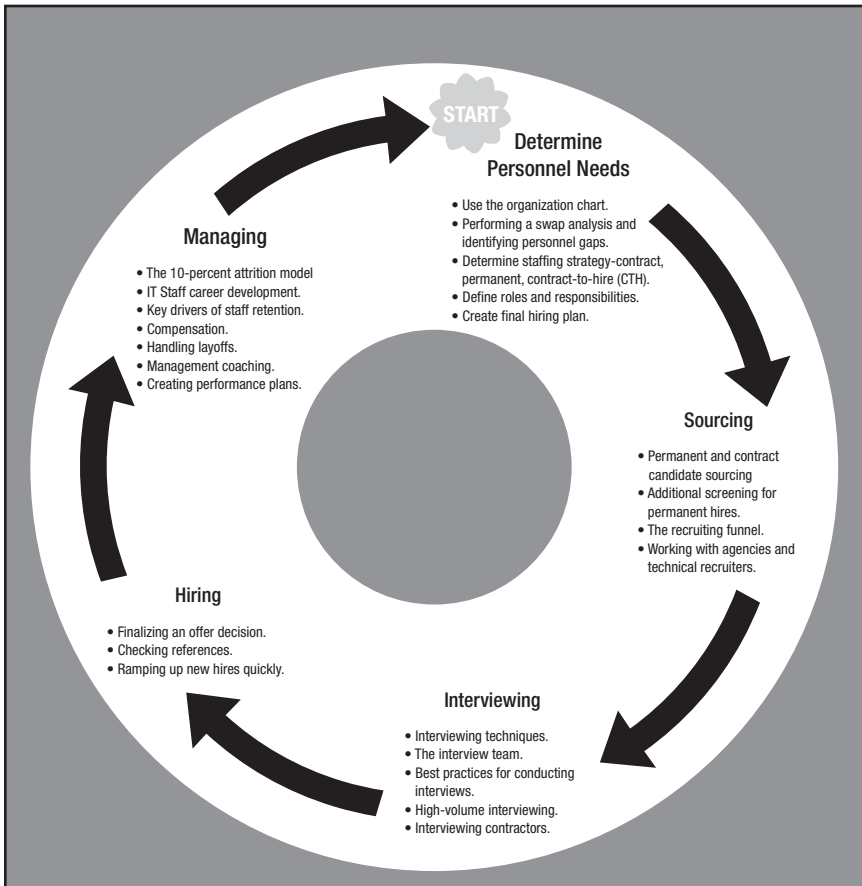 START
Determine
Personnel Needs
• Use the organization chart.
• Performing a swap analysis and
identifying personnel gaps.
• Determine staffing strategy-contract,
permanent, contract-to-hire (CTH).
• Define roles and responsibilities.
• Create final hiring plan.
Sourcing
• Permanent and contract
candidate sourcing
• Additional screening for
permanent hires.
• The recruiting funnel.
• Working with agencies and
technical recruiters.
Interviewing
• Interviewing techniques.
• The interview team.
• Best practices for conducting
interviews.
• High-volume interviewing.
• Interviewing contractors.
Hiring
• Finalizing an offer decision.
• Checking references.
• Ramping up new hires quickly.
Managing
• The 10-percent attrition model
• IT Staff career development.
• Key drivers of staff retention.
• Compensation.
• Handling layoffs.
• Management coaching.
• Creating performance plans.